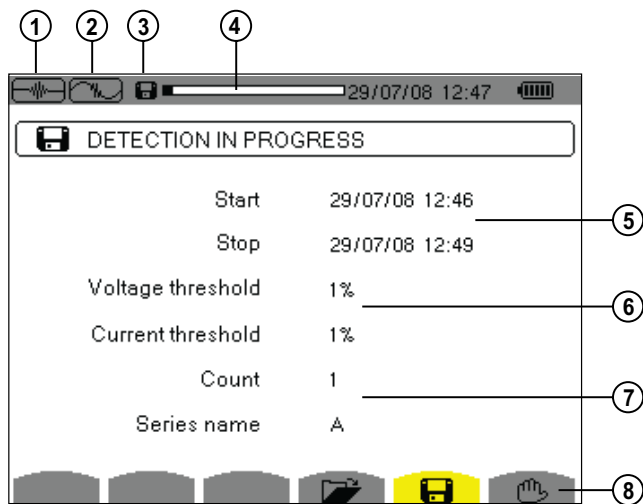 1 2 3 4
29/07/08 12:47
DETECTION IN PROGRESS
Start 29/07/08 12:46
5
Stop 29/07/08 12:49
Voltage threshold 1%
6
Current threshold 1%
Count 1
7
Series name A
8